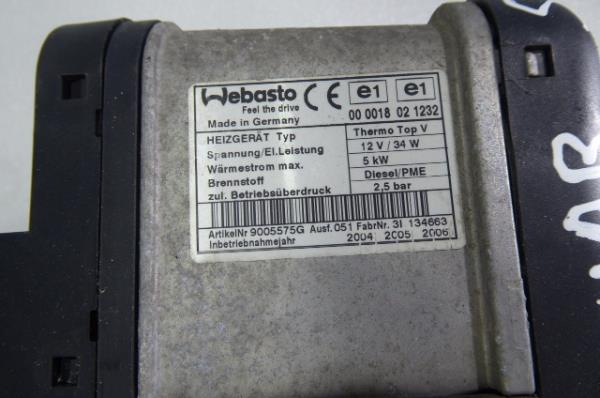 Webasto CE e1 e1
Feel the drive
Made in Germany 00 0018 02 1232
HEIZGERÄT Typ Thermo Top V
Spannung/El.Leistung 12 V / 34 W
Wärmestrom max. 5 kW
Brennstoff Diesel/PME
zul. Betriebsüberdruck 2,5 bar
ArtikelNr 9005575G Ausf. 051 FabrNr. 3I 134663
Inbetriebnahmejahr 2004 2005 2006